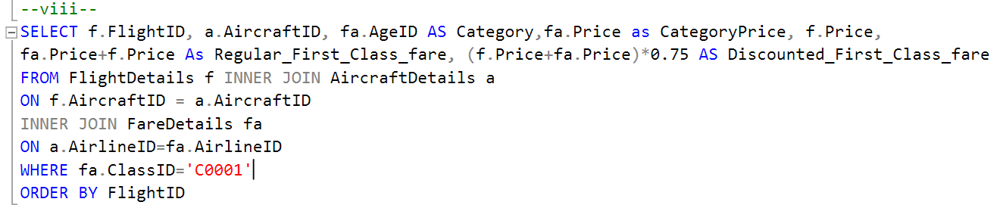 --viii--
SELECT f.FlightID, a.AircraftID, fa.AgeID AS Category,fa.Price as CategoryPrice, f.Price,
fa.Price+f.Price As Regular_First_Class_fare, (f.Price+fa.Price)*0.75 AS Discounted_First_Class_fare
FROM FlightDetails f INNER JOIN AircraftDetails a
ON f.AircraftID = a.AircraftID
INNER JOIN FareDetails fa
ON a.AirlineID=fa.AirlineID
WHERE fa.ClassID='C0001'
ORDER BY FlightID